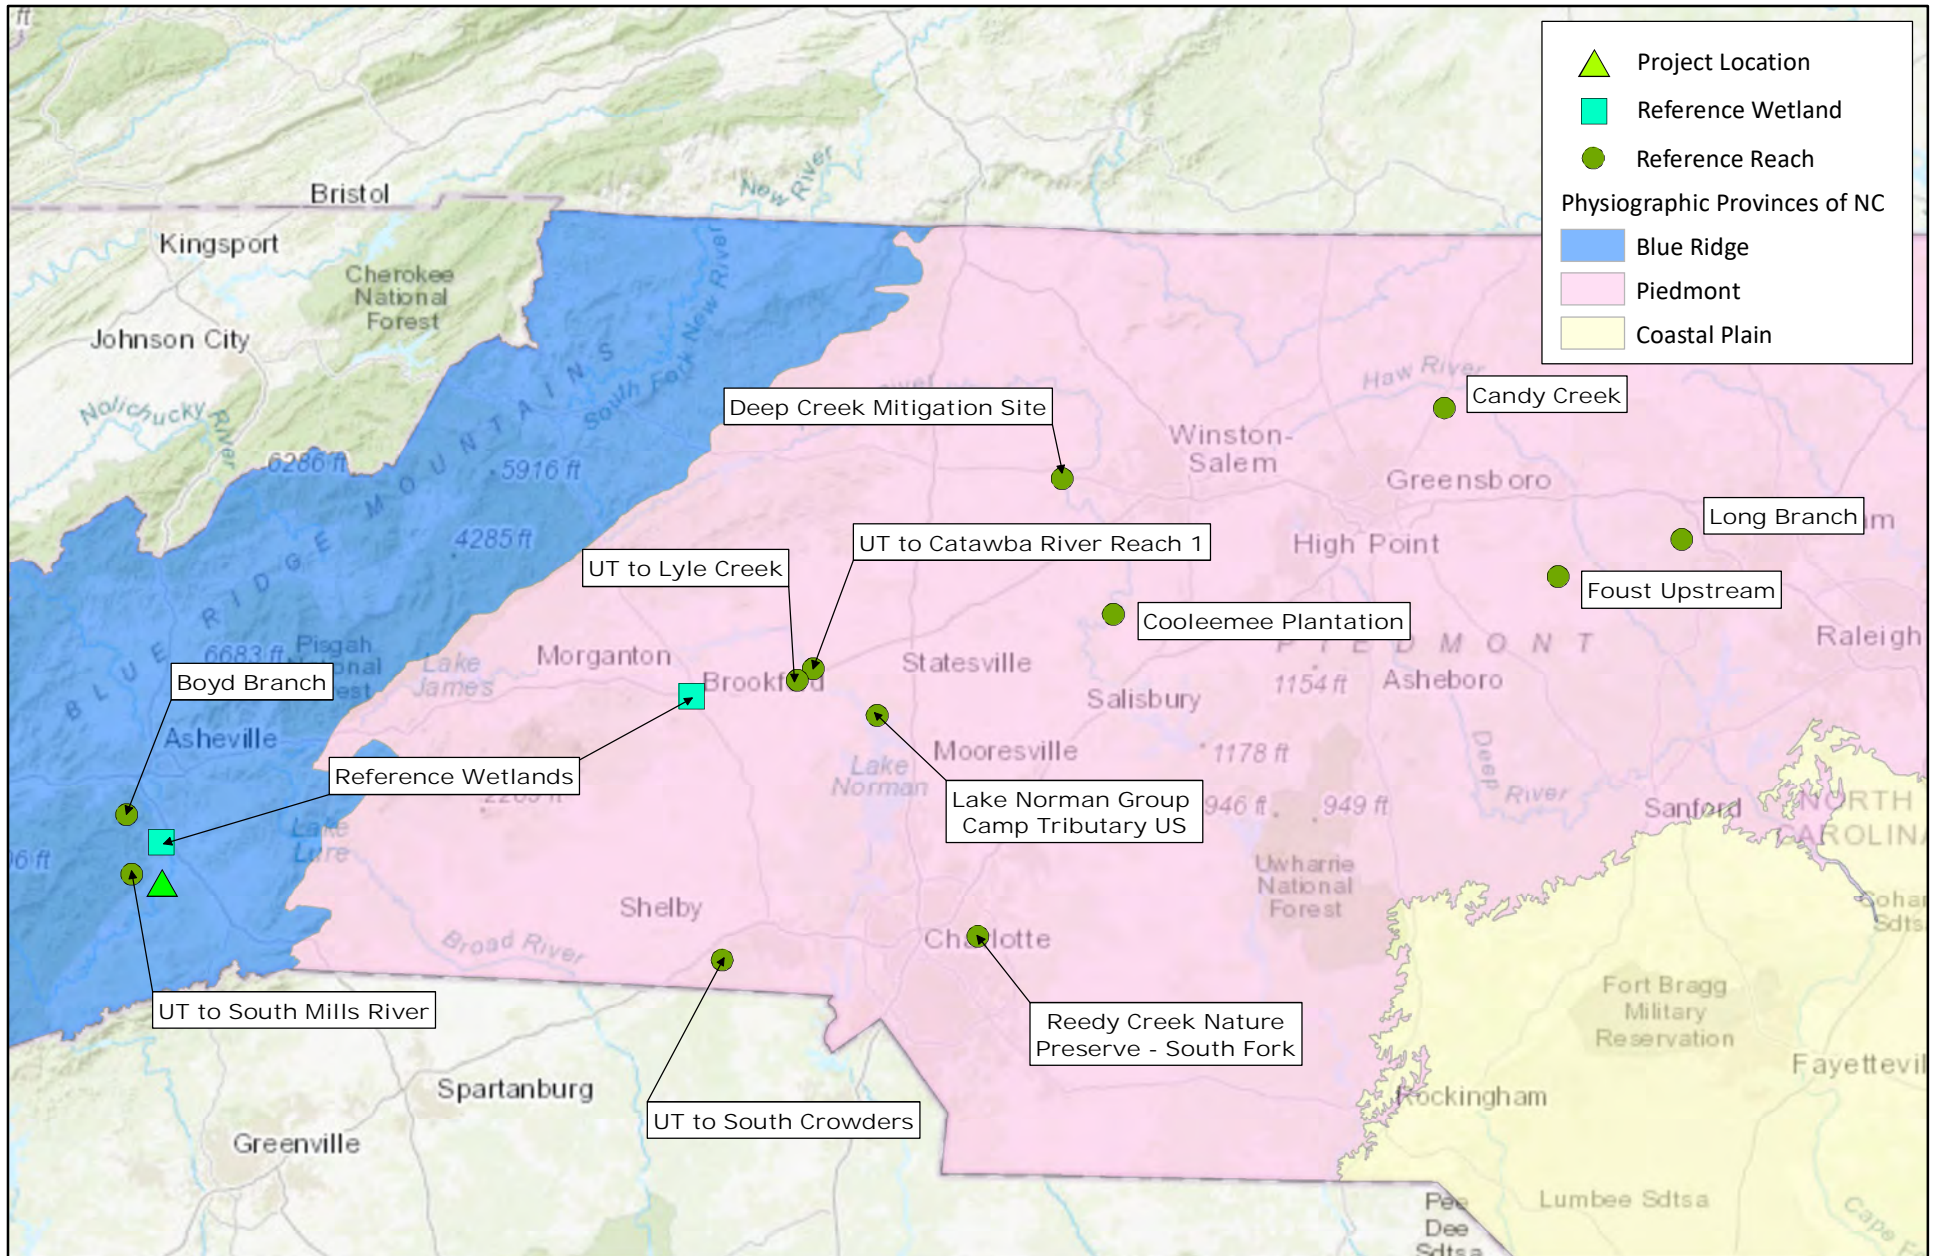 ft
Project Location
Reference Wetland
Reference Reach
Physiographic Provinces of NC
Blue Ridge
Piedmont
Coastal Plain
Bristol
New River
Kingsport
Cherokee
National
Forest
Johnson City
Nolichucky River
South Fork New River
BLUE RIDGE MOUNTAINS
6286 ft
5916 ft
4285 ft
6683 ft
Deep Creek Mitigation Site
Haw River
Candy Creek
Winston-
Salem
Greensboro
Long Branch
High Point
UT to Catawba River Reach 1
UT to Lyle Creek
Foust Upstream
Cooleemee Plantation
PIEDMONT
Raleigh
Pisgah
Lake
James
Morganton
Brookford
Statesville
Salisbury
1154 ft
Asheboro
Boyd Branch
Asheville
Reference Wetlands
Mooresville
1178 ft
Lake
Norman
Deep River
Lake Norman Group
Camp Tributary US
946 ft
949 ft
Sanford
NORTH
Lake
Lure
Uwharrie
National
Forest
Shelby
Broad River
Charlotte
UT to South Mills River
Reedy Creek Nature
Preserve - South Fork
Fort Bragg
Military
Reservation
Rockingham
Spartanburg
UT to South Crowders
Greenville
Lumbee Sdtsa
Pee
Dee
Sdtsa